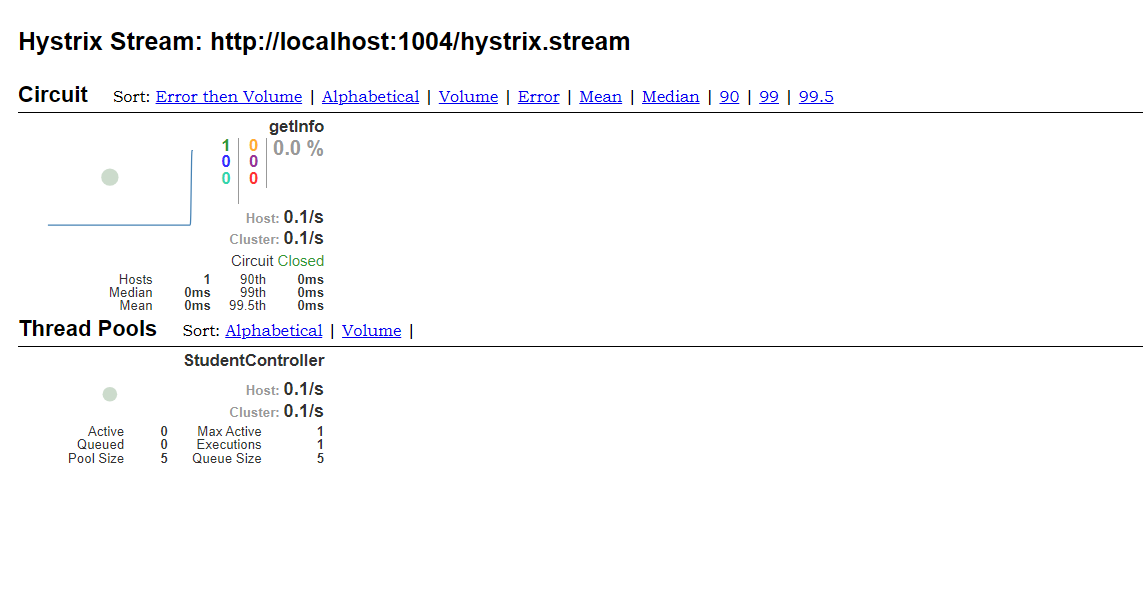 Hystrix Stream: http://localhost:1004/hystrix.stream
Circuit Sort: Error then Volume | Alphabetical | Volume | Error | Mean | Median | 90 | 99 | 99.5
getInfo
1 0 0.0 %
0 0
0 0
Host: 0.1/s
Cluster: 0.1/s
Circuit Closed
Hosts 1 90th 0ms
Median 0ms 99th 0ms
Mean 0ms 99.5th 0ms
Thread Pools Sort: Alphabetical | Volume |
StudentController
Host: 0.1/s
Cluster: 0.1/s
Active 0 Max Active 1
Queued 0 Executions 1
Pool Size 5 Queue Size 5